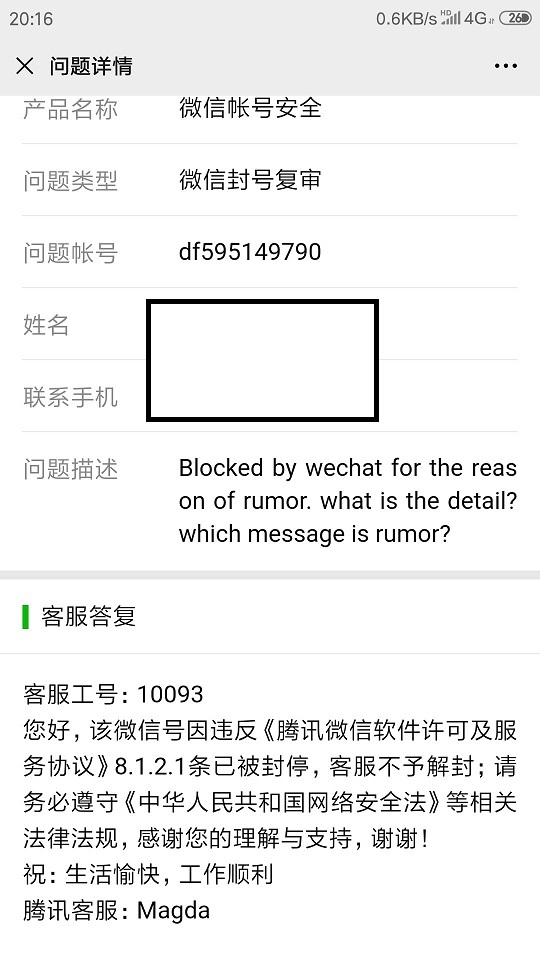 20:16
0.6KB/s HD 4G 26
问题详情
产品名称 微信帐号安全
问题类型 微信封号复审
问题帐号 df595149790
姓名
联系手机
问题描述 Blocked by wechat for the reas
on of rumor. what is the detail?
which message is rumor?
客服答复
客服工号：10093
您好，该微信号因违反《腾讯微信软件许可及服
务协议》8.1.2.1条已被封停，客服不予解封；请
务必遵守《中华人民共和国网络安全法》等相关
法律法规，感谢您的理解与支持，谢谢！
祝：生活愉快，工作顺利
腾讯客服：Magda